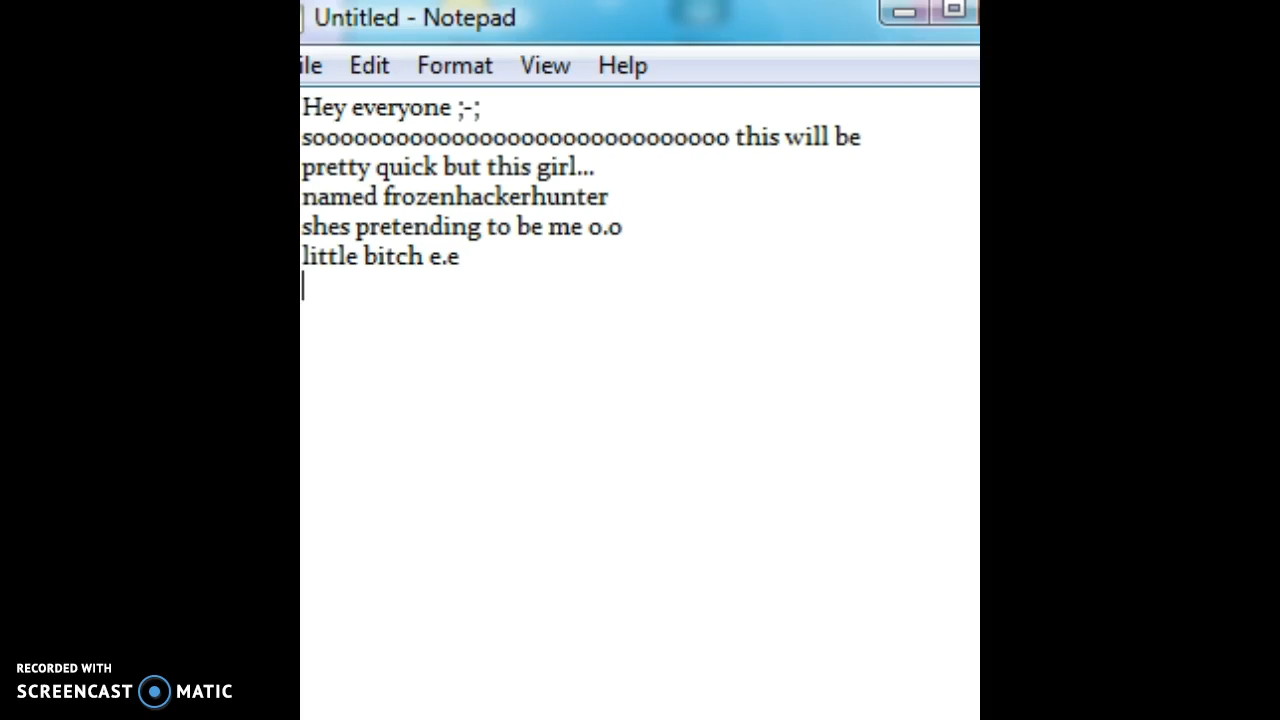 Untitled - Notepad
ile Edit Format View Help
Hey everyone ;-;
soooooooooooooooooooooooooooooo this will be
pretty quick but this girl...
named frozenhackerhunter
shes pretending to be me o.o
little bitch e.e
RECORDED WITH
SCREENCAST MATIC